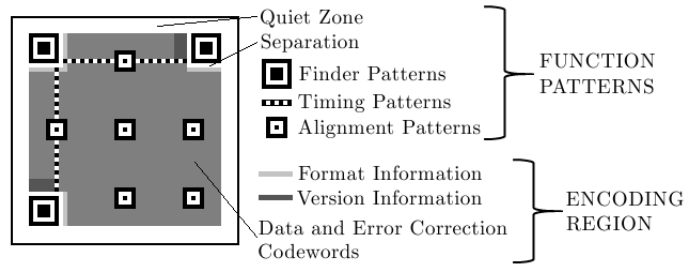 Quiet Zone
Separation
Finder Patterns
Timing Patterns
Alignment Patterns
FUNCTION
PATTERNS
Format Information
Version Information
Data and Error Correction
Codewords
ENCODING
REGION